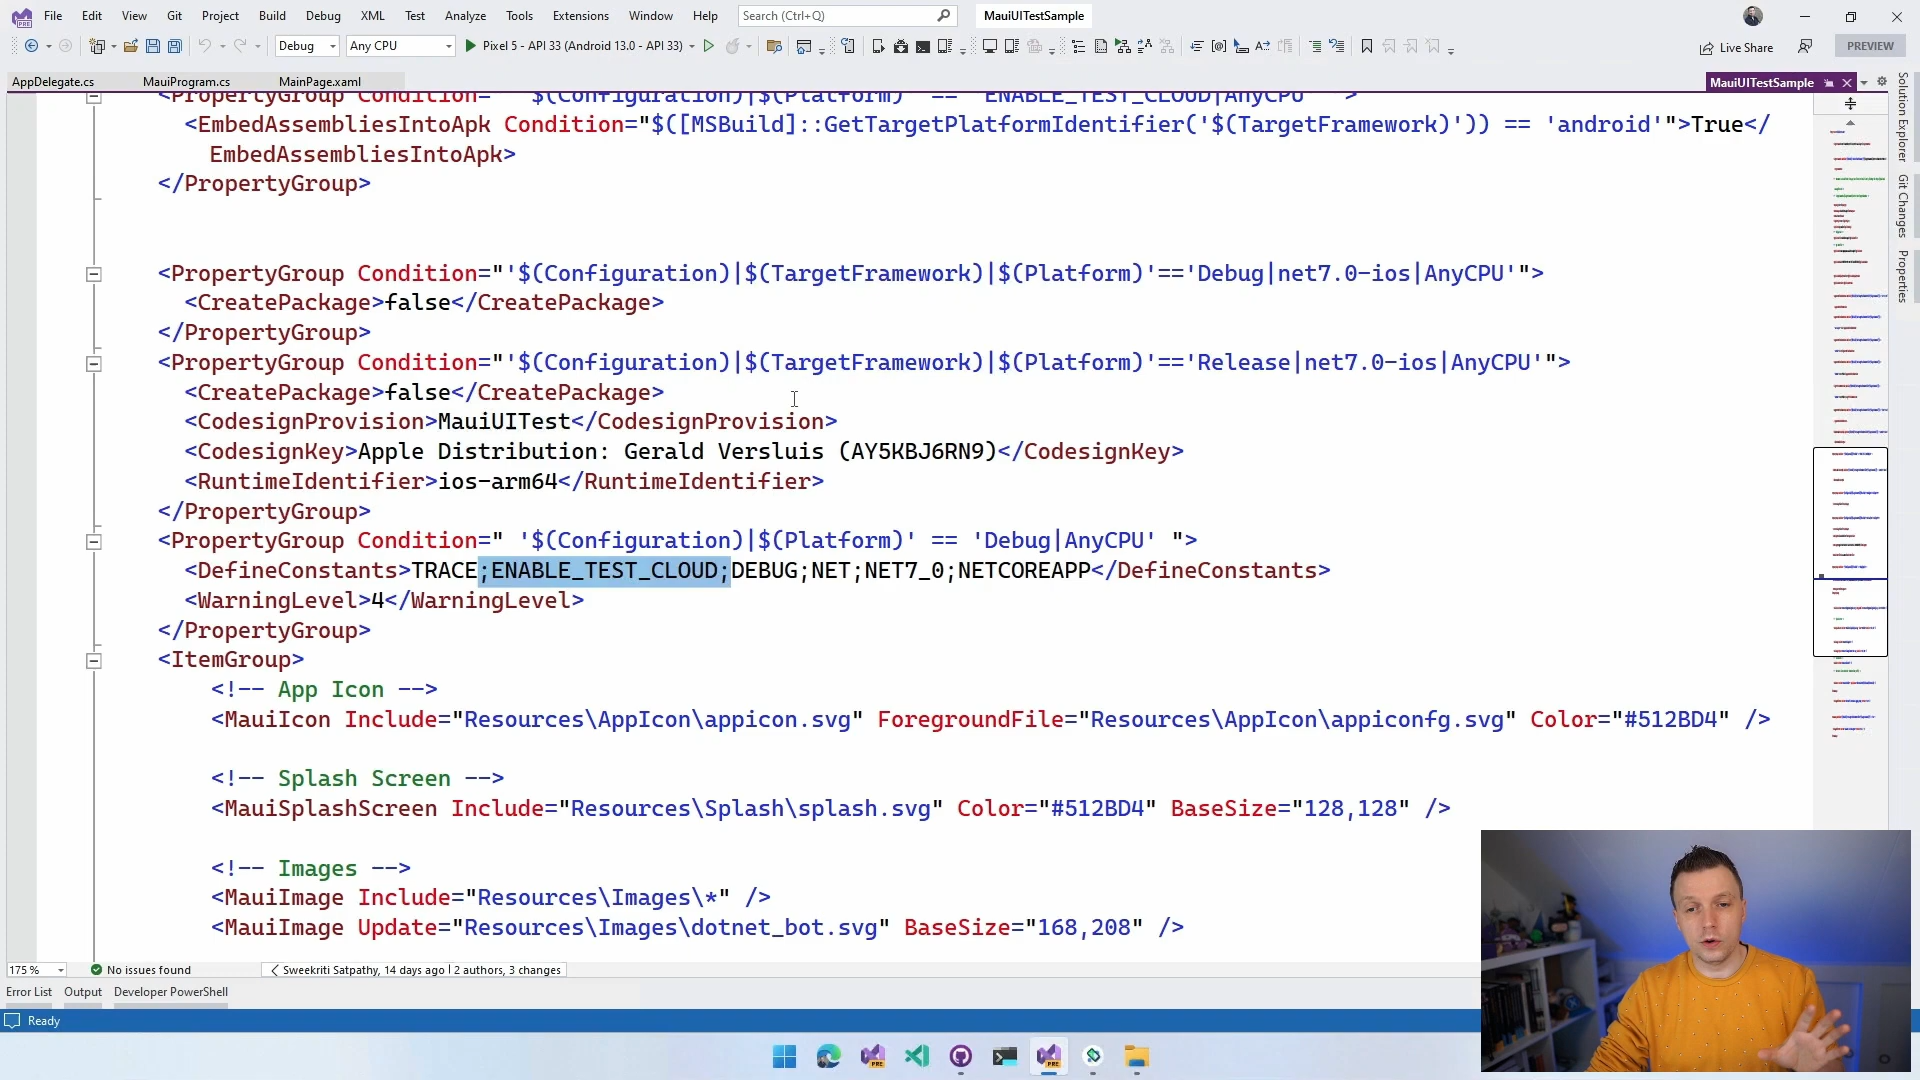 File Edit View Git Project Build Debug XML Test Analyze Tools Extensions Window Help Search (Ctrl+Q) MauiUITestSample
Debug Any CPU Pixel 5 - API 33 (Android 13.0 - API 33) Live Share PREVIEW
AppDelegate.cs MauiProgram.cs MainPage.xaml MauiUITestSample
<PropertyGroup Condition=" '$(Configuration)|$(Platform)' == 'ENABLE_TEST_CLOUD|AnyCPU' ">
<EmbedAssembliesIntoApk Condition="$([MSBuild]::GetTargetPlatformIdentifier('$(TargetFramework)')) == 'android'">True</
EmbedAssembliesIntoApk>
</PropertyGroup>
<PropertyGroup Condition="'$(Configuration)|$(TargetFramework)|$(Platform)'=='Debug|net7.0-ios|AnyCPU'">
<CreatePackage>false</CreatePackage>
</PropertyGroup>
<PropertyGroup Condition="'$(Configuration)|$(TargetFramework)|$(Platform)'=='Release|net7.0-ios|AnyCPU'">
<CreatePackage>false</CreatePackage>
<CodesignProvision>MauiUITest</CodesignProvision>
<CodesignKey>Apple Distribution: Gerald Versluis (AY5KBJ6RN9)</CodesignKey>
<RuntimeIdentifier>ios-arm64</RuntimeIdentifier>
</PropertyGroup>
<PropertyGroup Condition=" '$(Configuration)|$(Platform)' == 'Debug|AnyCPU' ">
<DefineConstants>TRACE;ENABLE_TEST_CLOUD;DEBUG;NET;NET7_0;NETCOREAPP</DefineConstants>
<WarningLevel>4</WarningLevel>
</PropertyGroup>
<ItemGroup>
<!-- App Icon -->
<MauiIcon Include="Resources\AppIcon\appicon.svg" ForegroundFile="Resources\AppIcon\appiconfg.svg" Color="#512BD4" />
<!-- Splash Screen -->
<MauiSplashScreen Include="Resources\Splash\splash.svg" Color="#512BD4" BaseSize="128,128" />
<!-- Images -->
<MauiImage Include="Resources\Images\*" />
<MauiImage Update="Resources\Images\dotnet_bot.svg" BaseSize="168,208" />
Solution Explorer
Git Changes
Properties
175 % No issues found Sweekriti Satpathy, 14 days ago | 2 authors, 3 changes
Error List Output Developer PowerShell
Ready